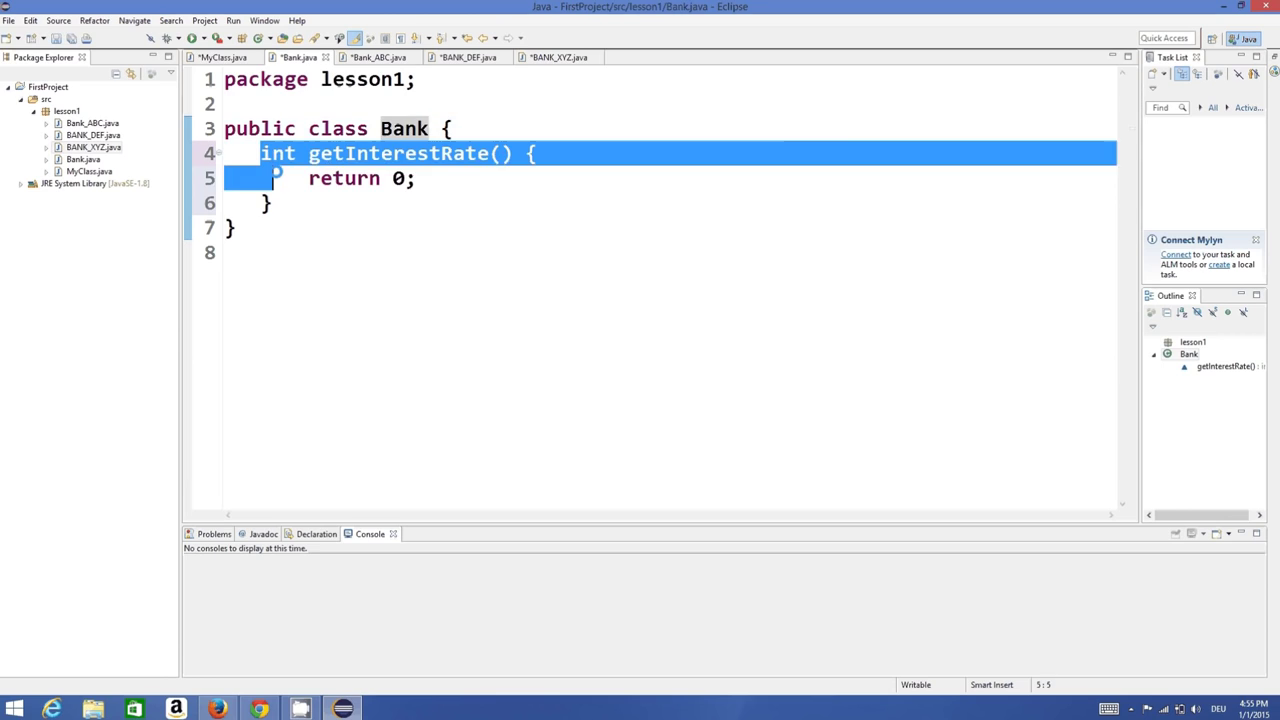 Java - FirstProject/src/lesson1/Bank.java - Eclipse
File Edit Source Refactor Navigate Search Project Run Window Help
Quick Access
Java
Package Explorer
*MyClass.java
*Bank.java
*Bank_ABC.java
*BANK_DEF.java
*BANK_XYZ.java
Task List
FirstProject
src
lesson1
Bank_ABC.java
BANK_DEF.java
BANK_XYZ.java
Bank.java
MyClass.java
JRE System Library [JavaSE-1.8]
1 package lesson1;
2
3 public class Bank {
4 int getInterestRate() {
5 return 0;
6 }
7 }
8
Find
All
Activa...
Connect Mylyn
Connect to your task and
ALM tools or create a local
task.
Outline
lesson1
Bank
getInterestRate() : i
Problems
Javadoc
Declaration
Console
No consoles to display at this time.
Writable
Smart Insert
5 : 5
DEU
4:55 PM
1/1/2015